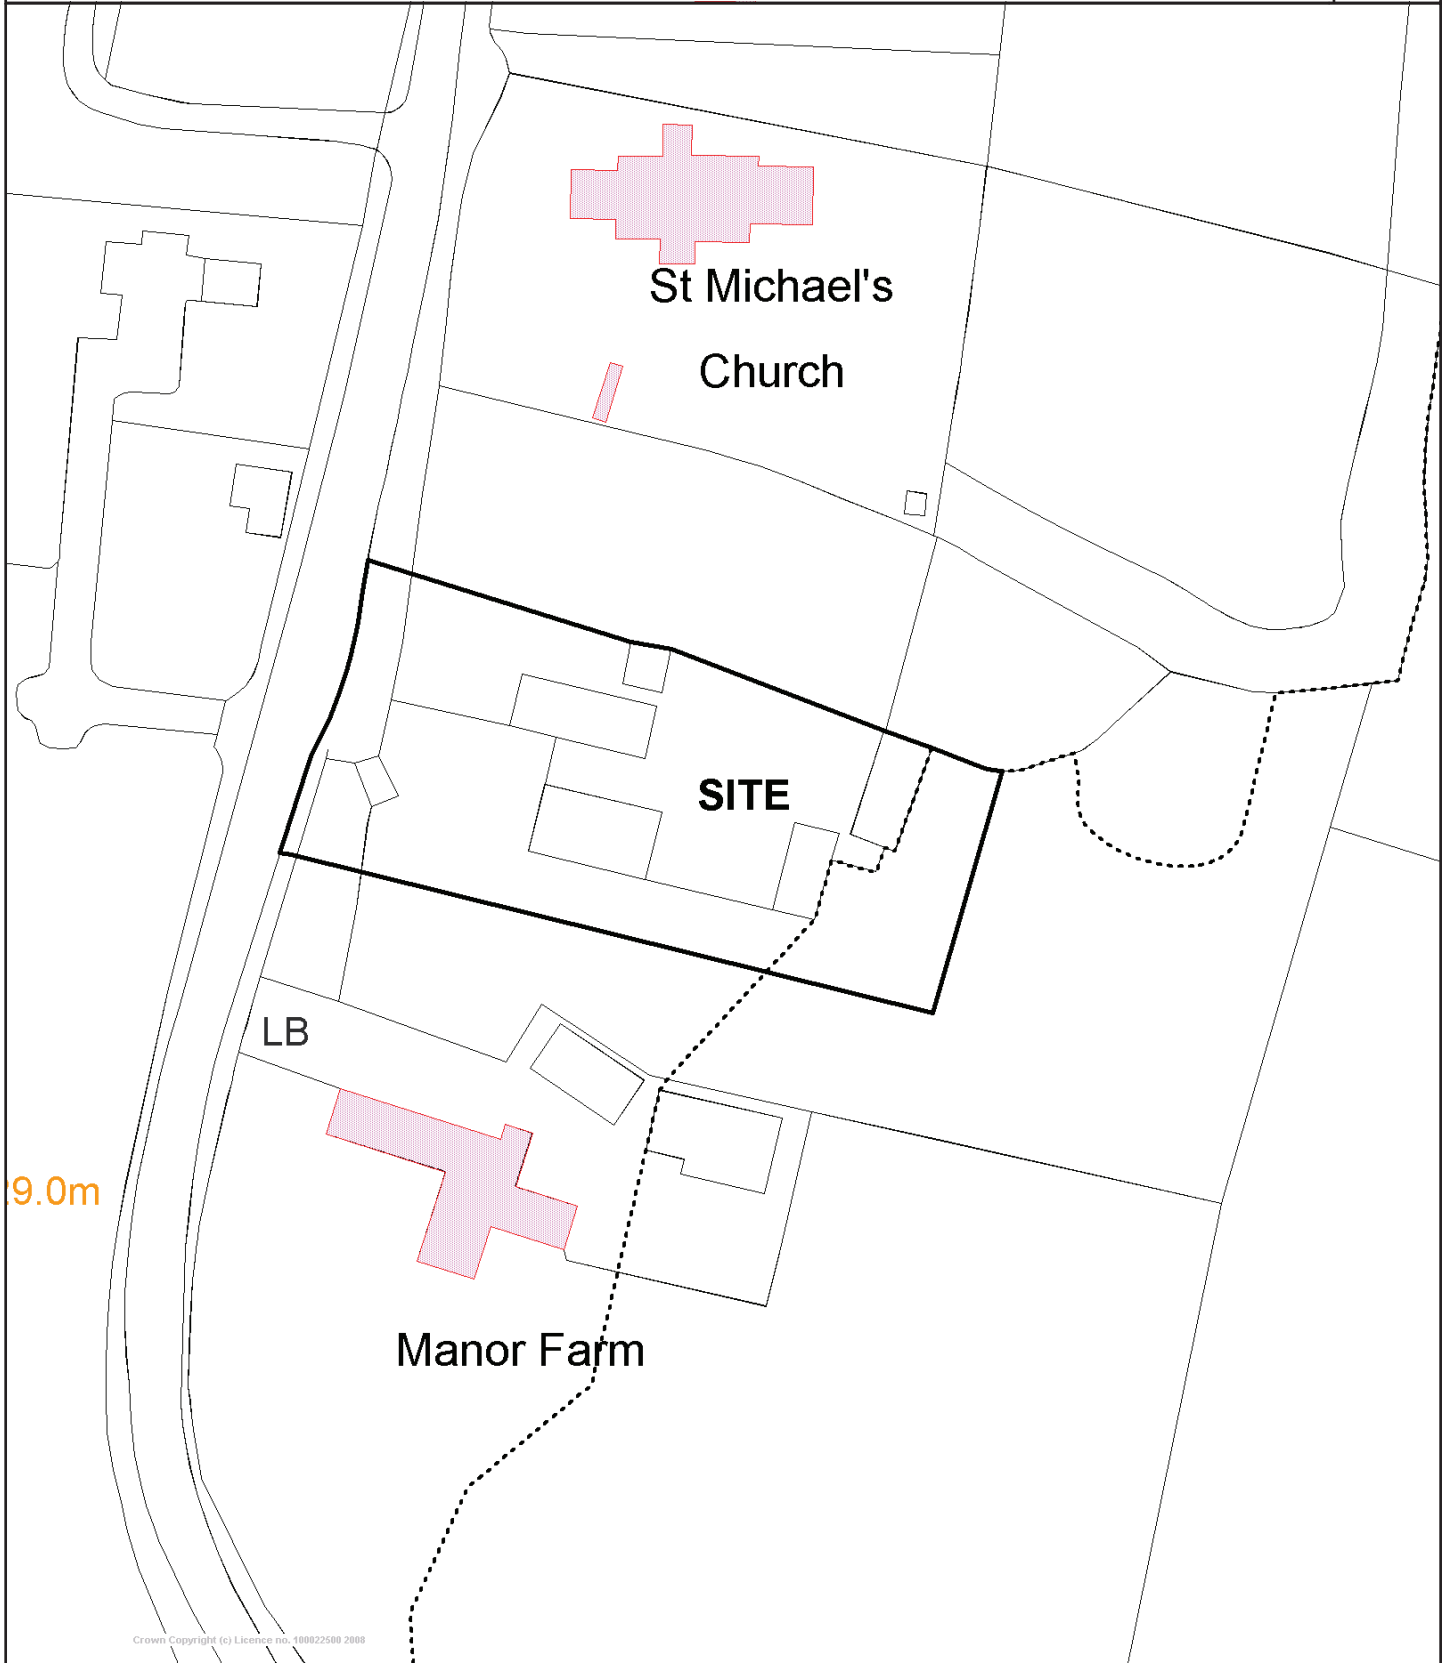 St Michael's
Church
SITE
LB
9.0m
Manor Farm
Crown Copyright (c) Licence no. 100022500 2008